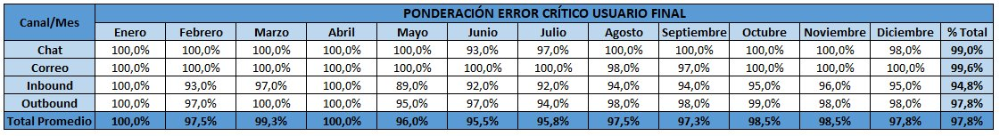 Canal/Mes PONDERACIÓN ERROR CRÍTICO USUARIO FINAL
Enero Febrero Marzo Abril Mayo Junio Julio Agosto Septiembre Octubre Noviembre Diciembre % Total
Chat 100,0% 100,0% 100,0% 100,0% 100,0% 93,0% 97,0% 100,0% 100,0% 100,0% 100,0% 98,0% 99,0%
Correo 100,0% 100,0% 100,0% 100,0% 100,0% 100,0% 100,0% 98,0% 97,0% 100,0% 100,0% 100,0% 99,6%
Inbound 100,0% 93,0% 97,0% 100,0% 89,0% 92,0% 92,0% 94,0% 94,0% 95,0% 96,0% 95,0% 94,8%
Outbound 100,0% 97,0% 100,0% 100,0% 95,0% 97,0% 94,0% 98,0% 98,0% 99,0% 98,0% 98,0% 97,8%
Total Promedio 100,0% 97,5% 99,3% 100,0% 96,0% 95,5% 95,8% 97,5% 97,3% 98,5% 98,5% 97,8% 97,8%